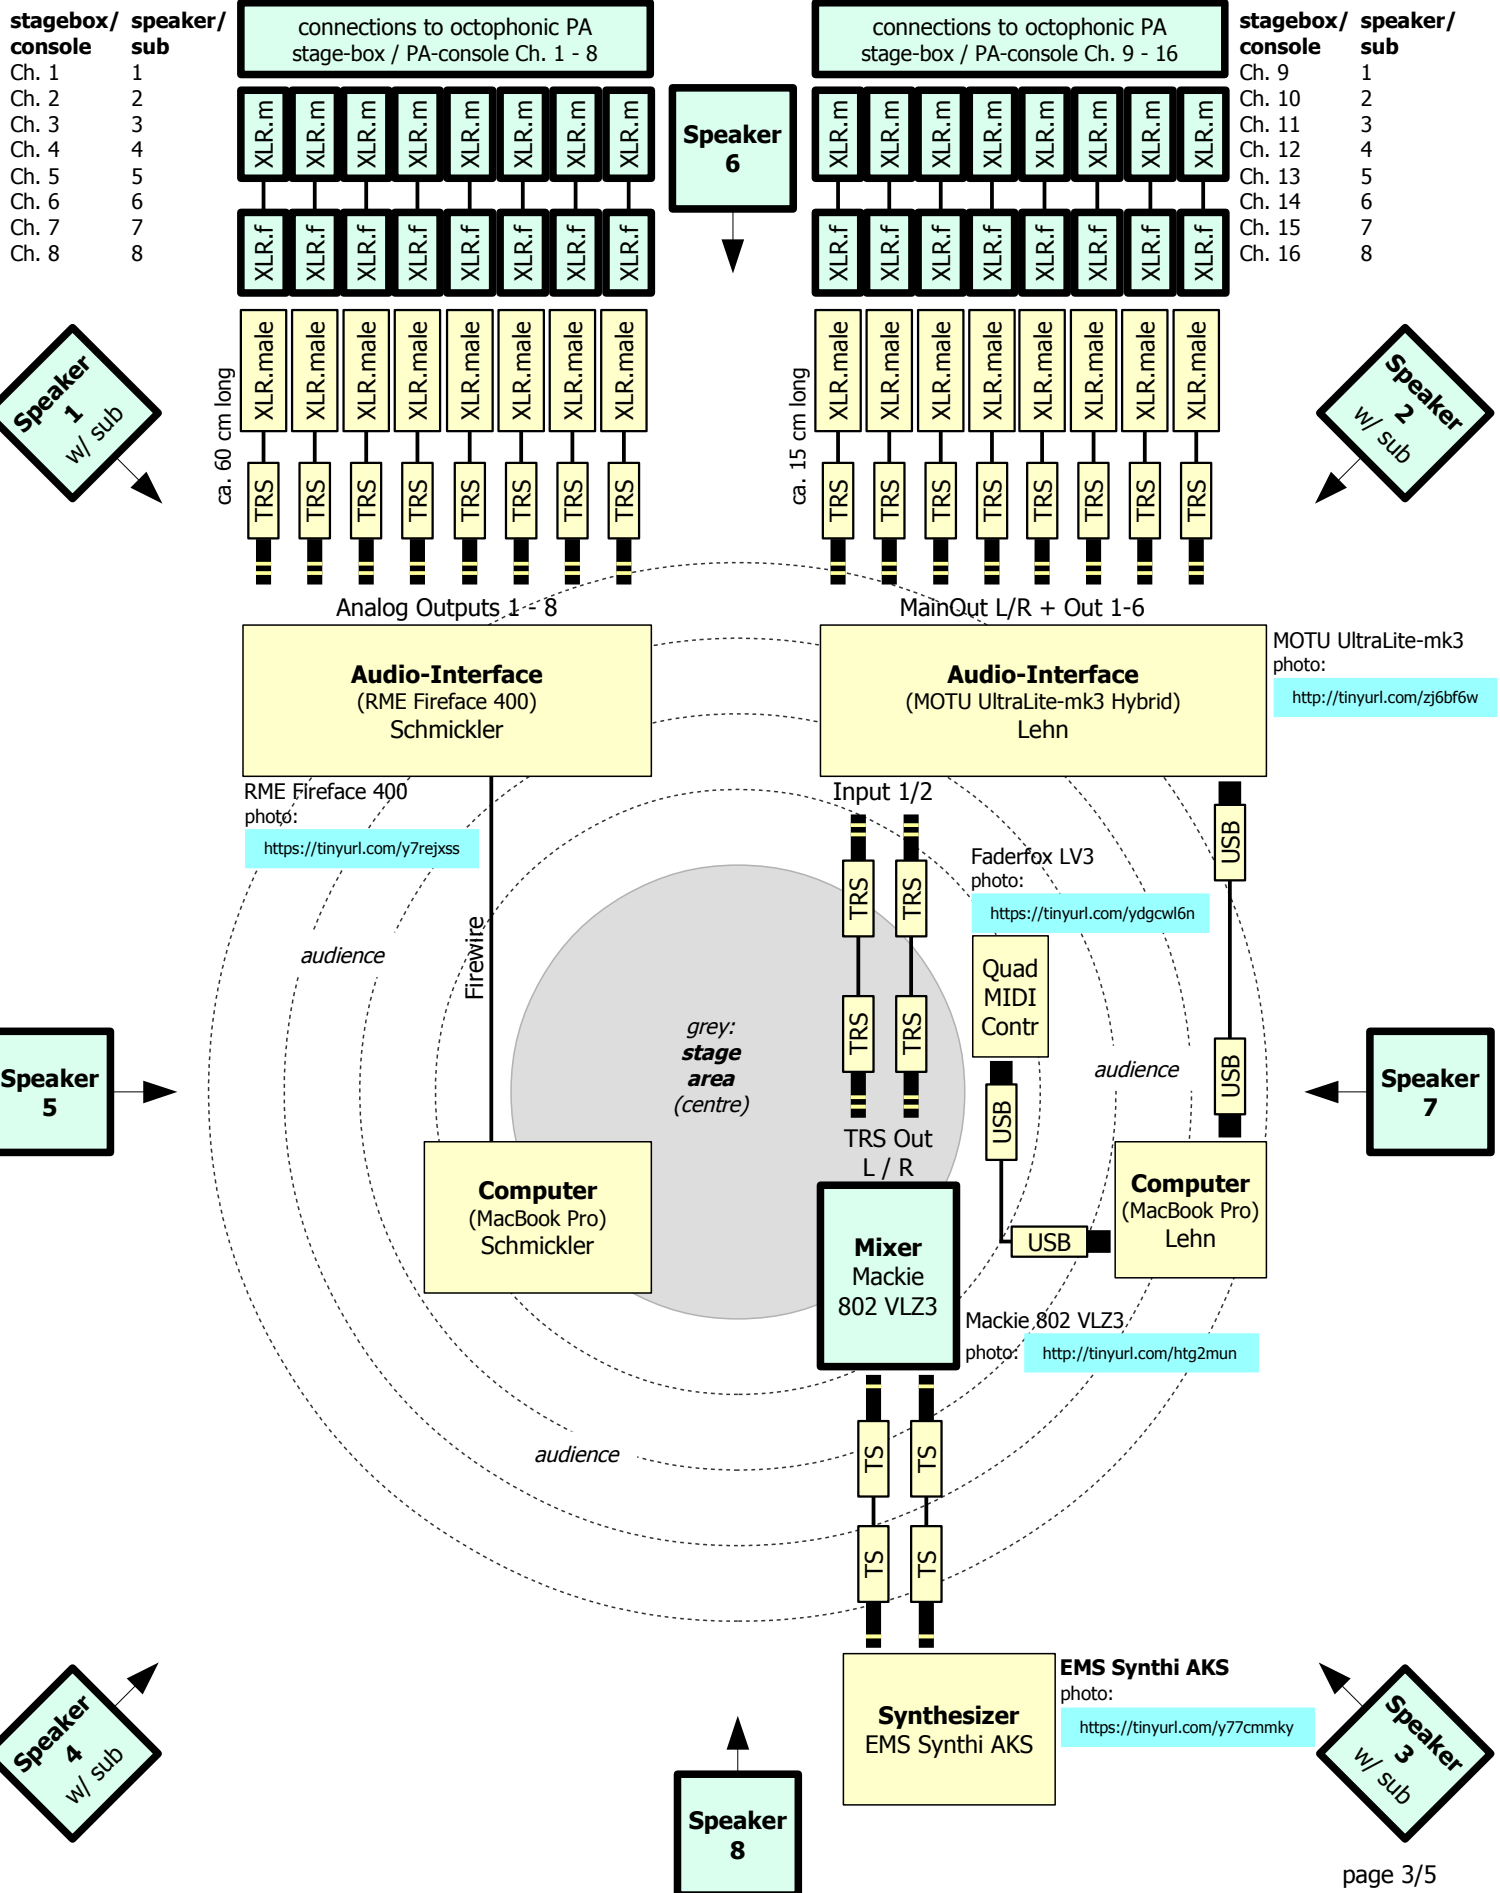 stagebox/ speaker/
console sub
Ch. 1 1
Ch. 2 2
Ch. 3 3
Ch. 4 4
Ch. 5 5
Ch. 6 6
Ch. 7 7
Ch. 8 8
connections to octophonic PA
stage-box / PA-console Ch. 1 - 8
connections to octophonic PA
stage-box / PA-console Ch. 9 - 16
stagebox/ speaker/
console sub
Ch. 9 1
Ch. 10 2
Ch. 11 3
Ch. 12 4
Ch. 13 5
Ch. 14 6
Ch. 15 7
Ch. 16 8
XLR.m XLR.m XLR.m XLR.m XLR.m XLR.m XLR.m XLR.m
XLR.m XLR.m XLR.m XLR.m XLR.m XLR.m XLR.m XLR.m
Speaker
6
XLR.f XLR.f XLR.f XLR.f XLR.f XLR.f XLR.f XLR.f
XLR.f XLR.f XLR.f XLR.f XLR.f XLR.f XLR.f XLR.f
Speaker
1
w/ sub
ca. 60 cm long
XLR.male XLR.male XLR.male XLR.male XLR.male XLR.male XLR.male XLR.male
TRS TRS TRS TRS TRS TRS TRS TRS
ca. 15 cm long
XLR.male XLR.male XLR.male XLR.male XLR.male XLR.male XLR.male XLR.male
TRS TRS TRS TRS TRS TRS TRS TRS
Speaker
2
w/ sub
Analog Outputs 1 - 8
MainOut L/R + Out 1-6
Audio-Interface
(RME Fireface 400)
Schmickler
Audio-Interface
(MOTU UltraLite-mk3 Hybrid)
Lehn
MOTU UltraLite-mk3
photo:
http://tinyurl.com/zj6bf6w
RME Fireface 400
photo:
https://tinyurl.com/y7rejxss
Input 1/2
Faderfox LV3
photo:
https://tinyurl.com/ydgcwl6n
USB
TRS TRS
Firewire
audience
Quad
MIDI
Contr
grey:
stage
area
(centre)
TRS TRS
audience
USB
USB
Speaker
5
Speaker
7
TRS Out
L / R
Computer
(MacBook Pro)
Schmickler
Mixer
Mackie
802 VLZ3
USB
Computer
(MacBook Pro)
Lehn
Mackie 802 VLZ3
photo:
http://tinyurl.com/htg2mun
audience
TS TS
TS TS
Speaker
4
w/ sub
Synthesizer
EMS Synthi AKS
EMS Synthi AKS
photo:
https://tinyurl.com/y77cmmky
Speaker
3
w/ sub
Speaker
8
page 3/5